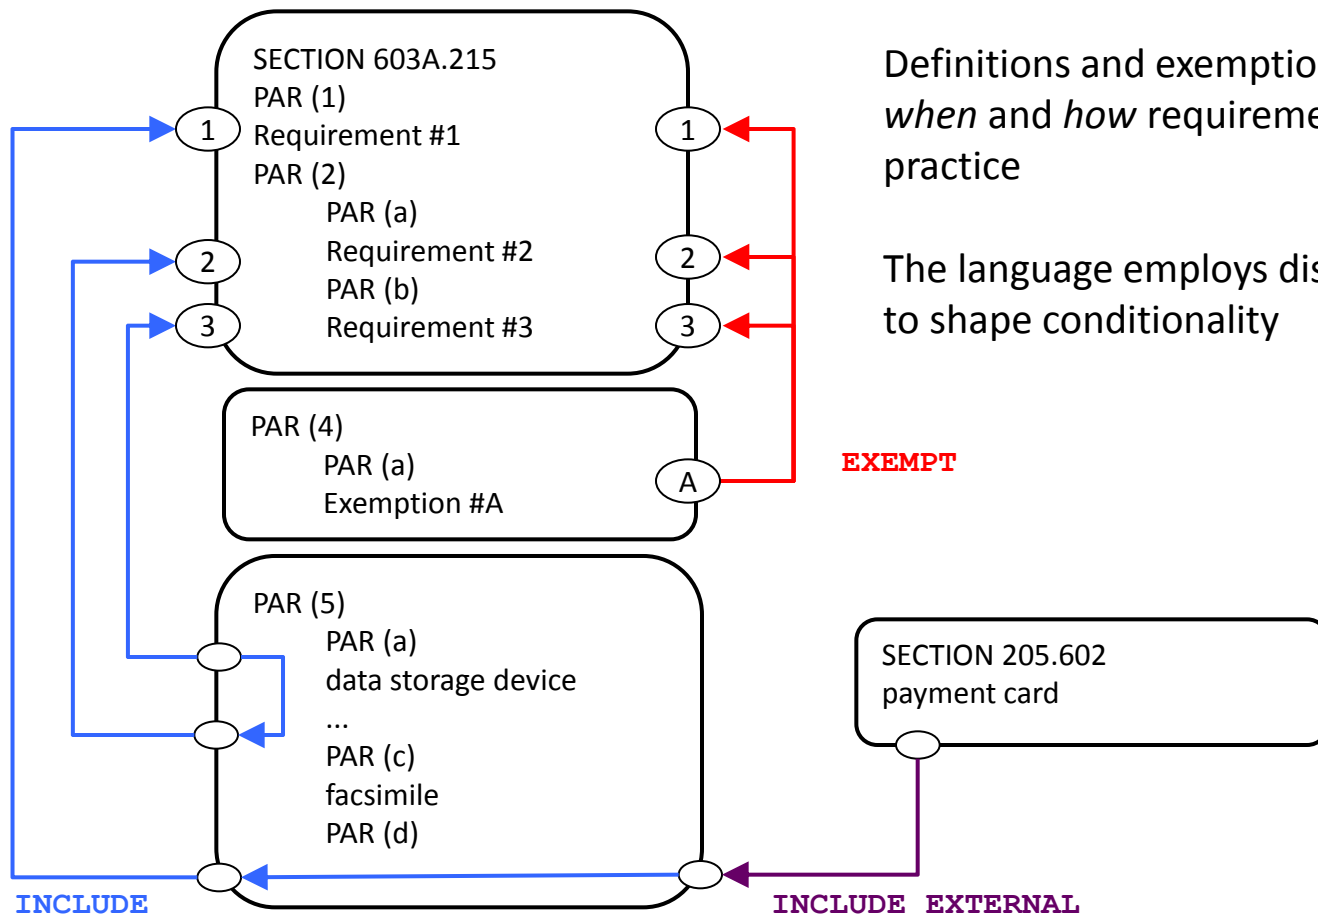 SECTION 603A.215
PAR (1)
1
1
Requirement #1
PAR (2)
PAR (a)
2
Requirement #2
2
PAR (b)
3
Requirement #3
3
Definitions and exemptio
when and how requireme
practice
The language employs dis
to shape conditionality
PAR (4)
PAR (a)
A
Exemption #A
EXEMPT
PAR (5)
PAR (a)
data storage device
...
PAR (c)
facsimile
PAR (d)
SECTION 205.602
payment card
INCLUDE
INCLUDE EXTERNAL